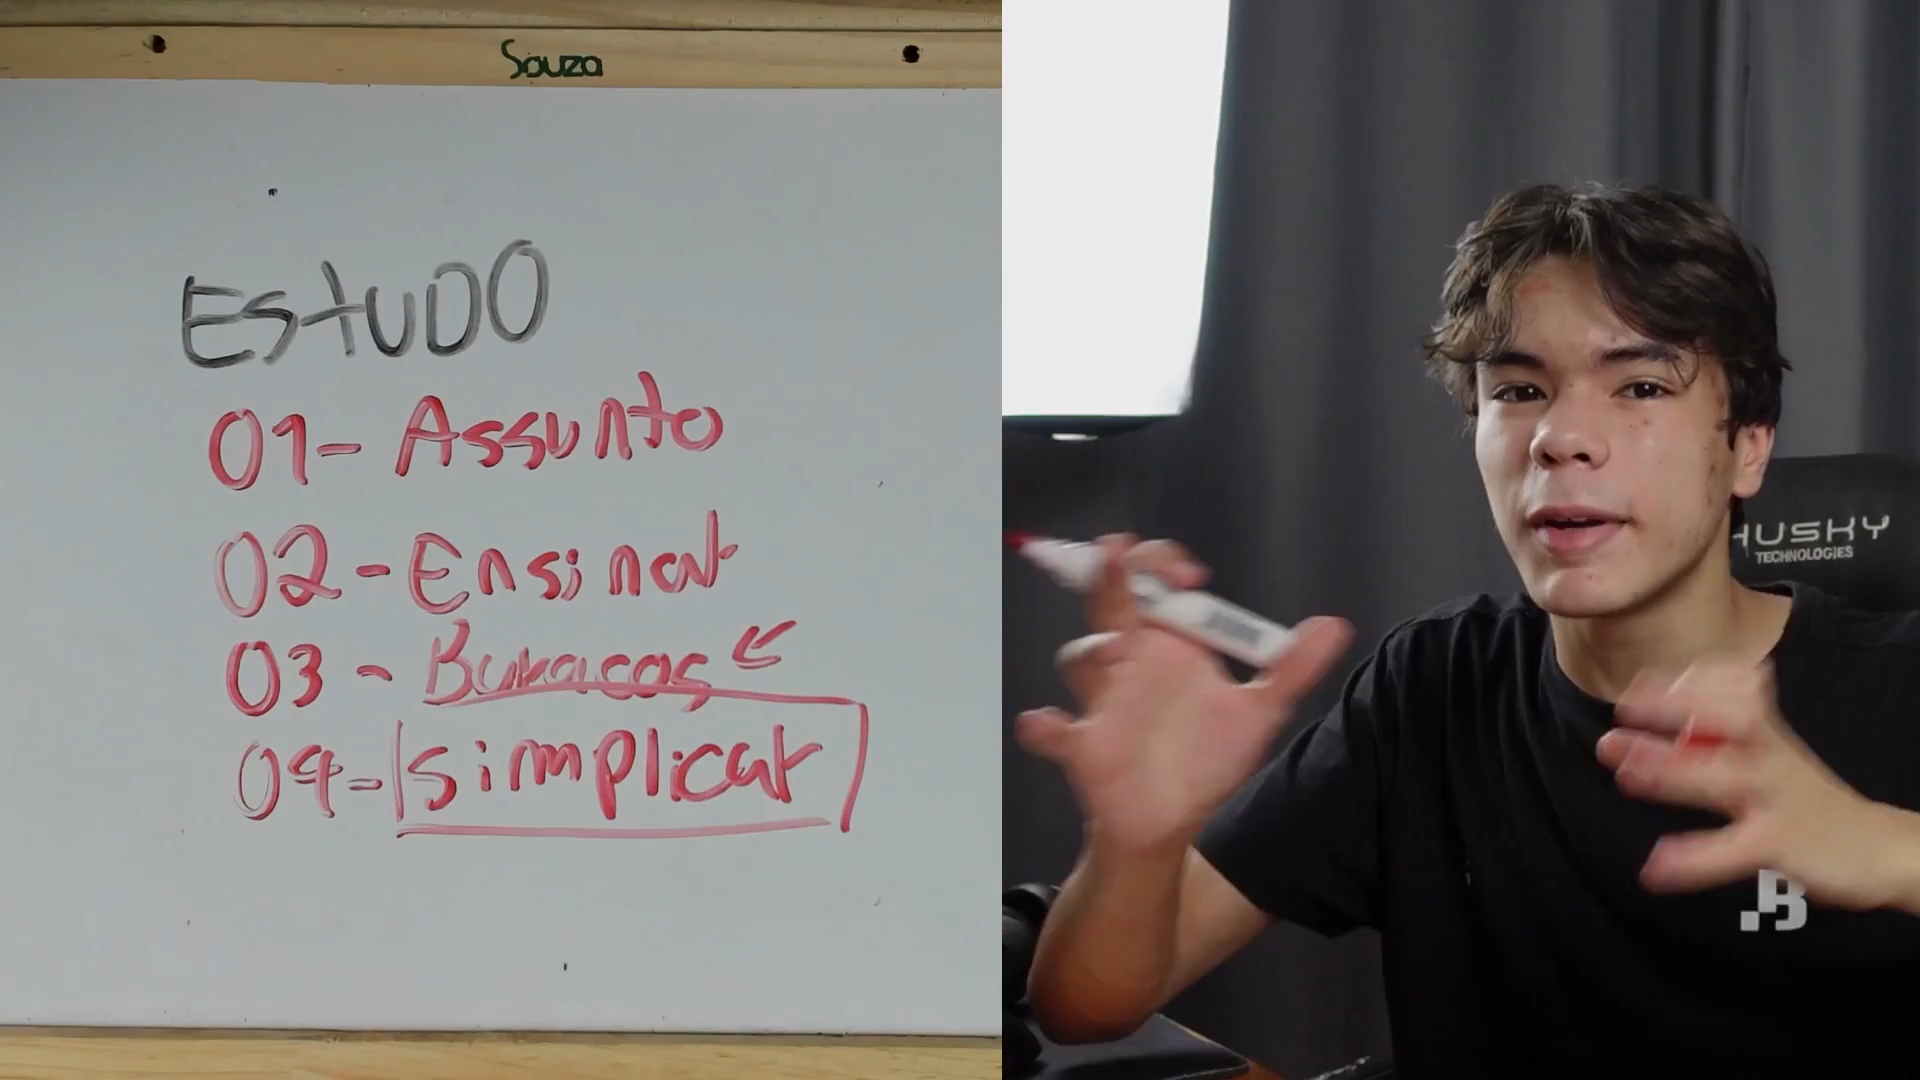 Souza
ESTUDO
01- Assunto
02- Ensinar
03 - Buracos
04- simplicar
HUSKY
TECHNOLOGIES
B